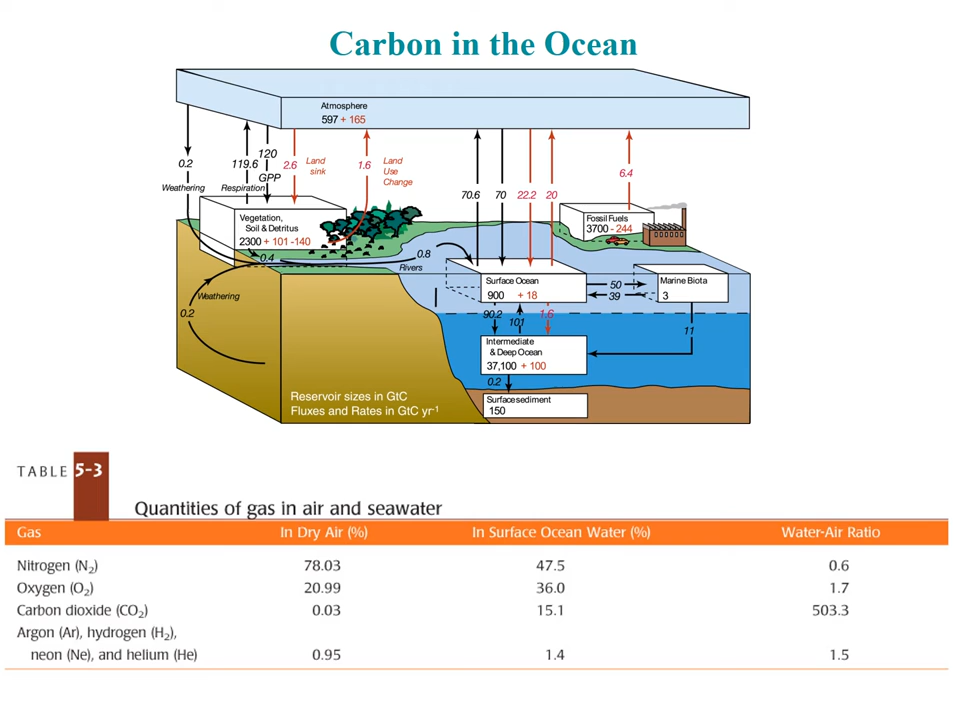 Carbon in the Ocean
Atmosphere
597 + 165
0.2
Weathering
119.6
Respiration
120
GPP
2.6
Land
sink
1.6
Land
Use
Change
70.6
70
22.2
20
6.4
Vegetation,
Soil & Detritus
2300 + 101 -140
0.4
0.8
Rivers
Fossil Fuels
3700 - 244
Weathering
0.2
Surface Ocean
900 + 18
50
39
Marine Biota
3
90.2
101
1.6
11
Intermediate
& Deep Ocean
37,100 + 100
0.2
Surface sediment
150
Reservoir sizes in GtC
Fluxes and Rates in GtC yr-1
TABLE 5-3
Quantities of gas in air and seawater
Gas In Dry Air (%) In Surface Ocean Water (%) Water-Air Ratio
Nitrogen (N₂) 78.03 47.5 0.6
Oxygen (O₂) 20.99 36.0 1.7
Carbon dioxide (CO₂) 0.03 15.1 503.3
Argon (Ar), hydrogen (H₂),
neon (Ne), and helium (He) 0.95 1.4 1.5